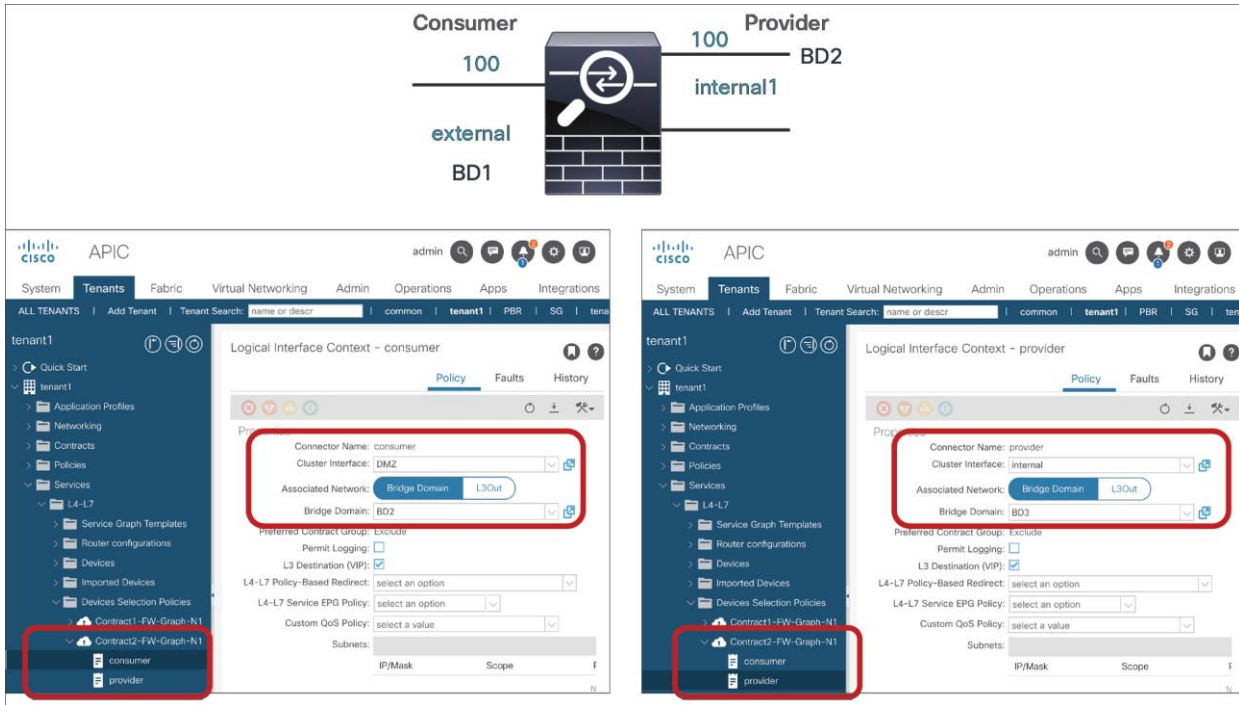 Consumer
Provider
100
100
BD2
internal1
external
BD1
cisco
APIC
admin
2
1
System
Tenants
Fabric
Virtual Networking
Admin
Operations
Apps
Integrations
ALL TENANTS | Add Tenant | Tenant Search: name or descr | common | tenant1 | PBR | SG | tena
tenant1
Quick Start
tenant1
Application Profiles
Networking
Contracts
Policies
Services
L4-L7
Service Graph Templates
Router configurations
Devices
Imported Devices
Devices Selection Policies
Contract1-FW-Graph-N1
Contract2-FW-Graph-N1
consumer
provider
Logical Interface Context - consumer
?
Policy
Faults
History
Properties
Connector Name: consumer
Cluster Interface: DMZ
Associated Network: Bridge Domain L3Out
Bridge Domain: BD2
Preferred Contract Group: Exclude
Permit Logging:
L3 Destination (VIP):
L4-L7 Policy-Based Redirect: select an option
L4-L7 Service EPG Policy: select an option
Custom QoS Policy: select a value
Subnets:
IP/Mask
Scope
N
cisco
APIC
admin
2
1
System
Tenants
Fabric
Virtual Networking
Admin
Operations
Apps
Integrations
ALL TENANTS | Add Tenant | Tenant Search: name or descr | common | tenant1 | PBR | SG | ten
tenant1
Quick Start
tenant1
Application Profiles
Networking
Contracts
Policies
Services
L4-L7
Service Graph Templates
Router configurations
Devices
Imported Devices
Devices Selection Policies
Contract1-FW-Graph-N1
Contract2-FW-Graph-N1
consumer
provider
Logical Interface Context - provider
?
Policy
Faults
History
Properties
Connector Name: provider
Cluster Interface: internal
Associated Network: Bridge Domain L3Out
Bridge Domain: BD3
Preferred Contract Group: Exclude
Permit Logging:
L3 Destination (VIP):
L4-L7 Policy-Based Redirect: select an option
L4-L7 Service EPG Policy: select an option
Custom QoS Policy: select a value
Subnets:
IP/Mask
Scope
N